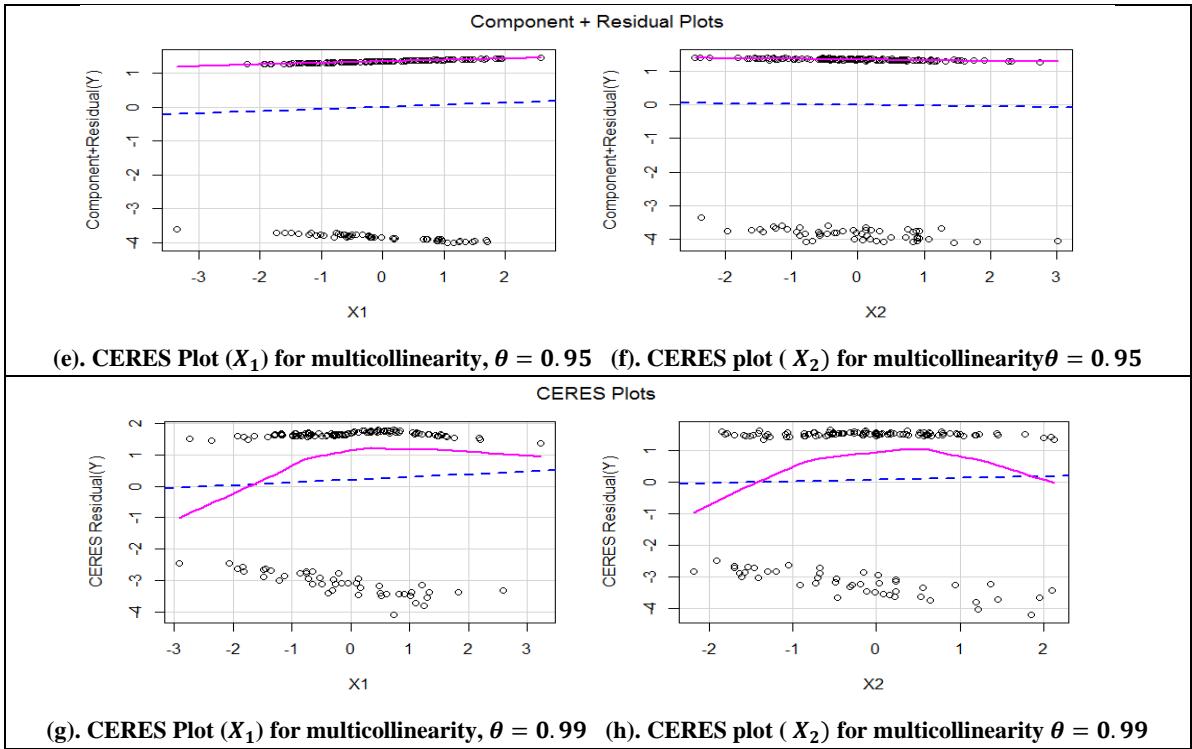 Component + Residual Plots
Component+Residual(Y)
1
0
-1
-2
-3
-4
-3 -2 -1 0 1 2
X1
Component+Residual(Y)
1
0
-1
-2
-3
-4
-2 -1 0 1 2 3
X2
(e). CERES Plot (X₁) for multicollinearity, θ = 0.95 (f). CERES plot ( X₂) for multicollinearityθ = 0.95
CERES Plots
CERES Residual(Y)
2
1
0
-1
-2
-3
-4
-3 -2 -1 0 1 2 3
X1
CERES Residual(Y)
1
0
-1
-2
-3
-4
-2 -1 0 1 2
X2
(g). CERES Plot (X₁) for multicollinearity, θ = 0.99 (h). CERES plot ( X₂) for multicollinearity θ = 0.99